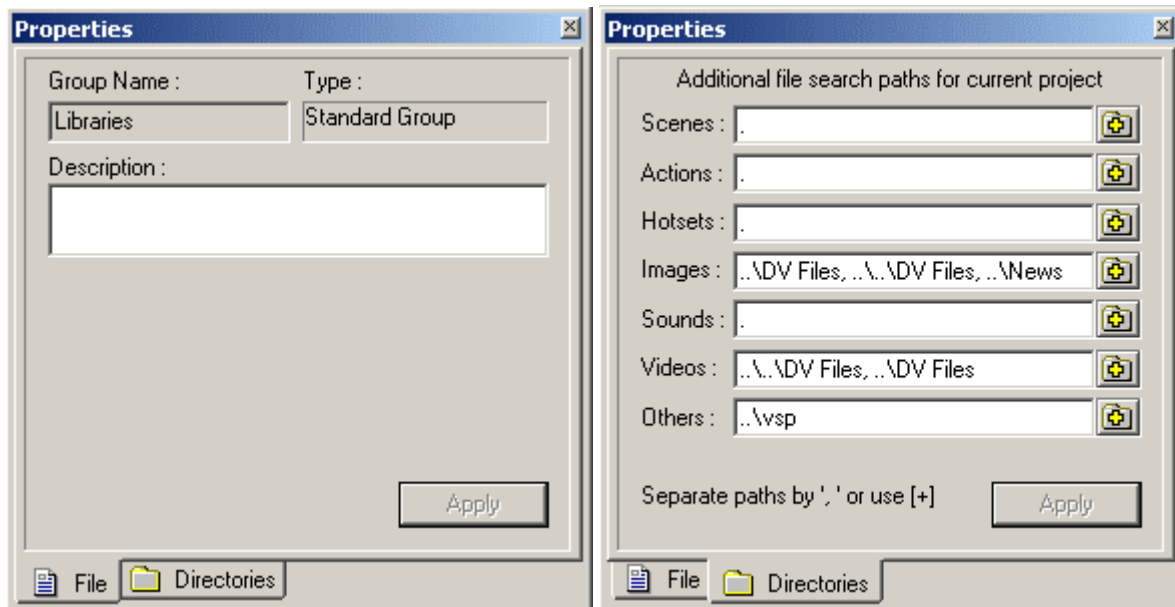 Properties
Group Name :
Type :
Libraries
Standard Group
Description :
Apply
File
Directories
Properties
Additional file search paths for current project
Scenes : .
Actions : .
Hotsets : .
Images : ..\DV Files, ..\..\DV Files, ..\News
Sounds : .
Videos : ..\..\DV Files, ..\DV Files
Others : ..\vsp
Separate paths by ', ' or use [+]
Apply
File
Directories